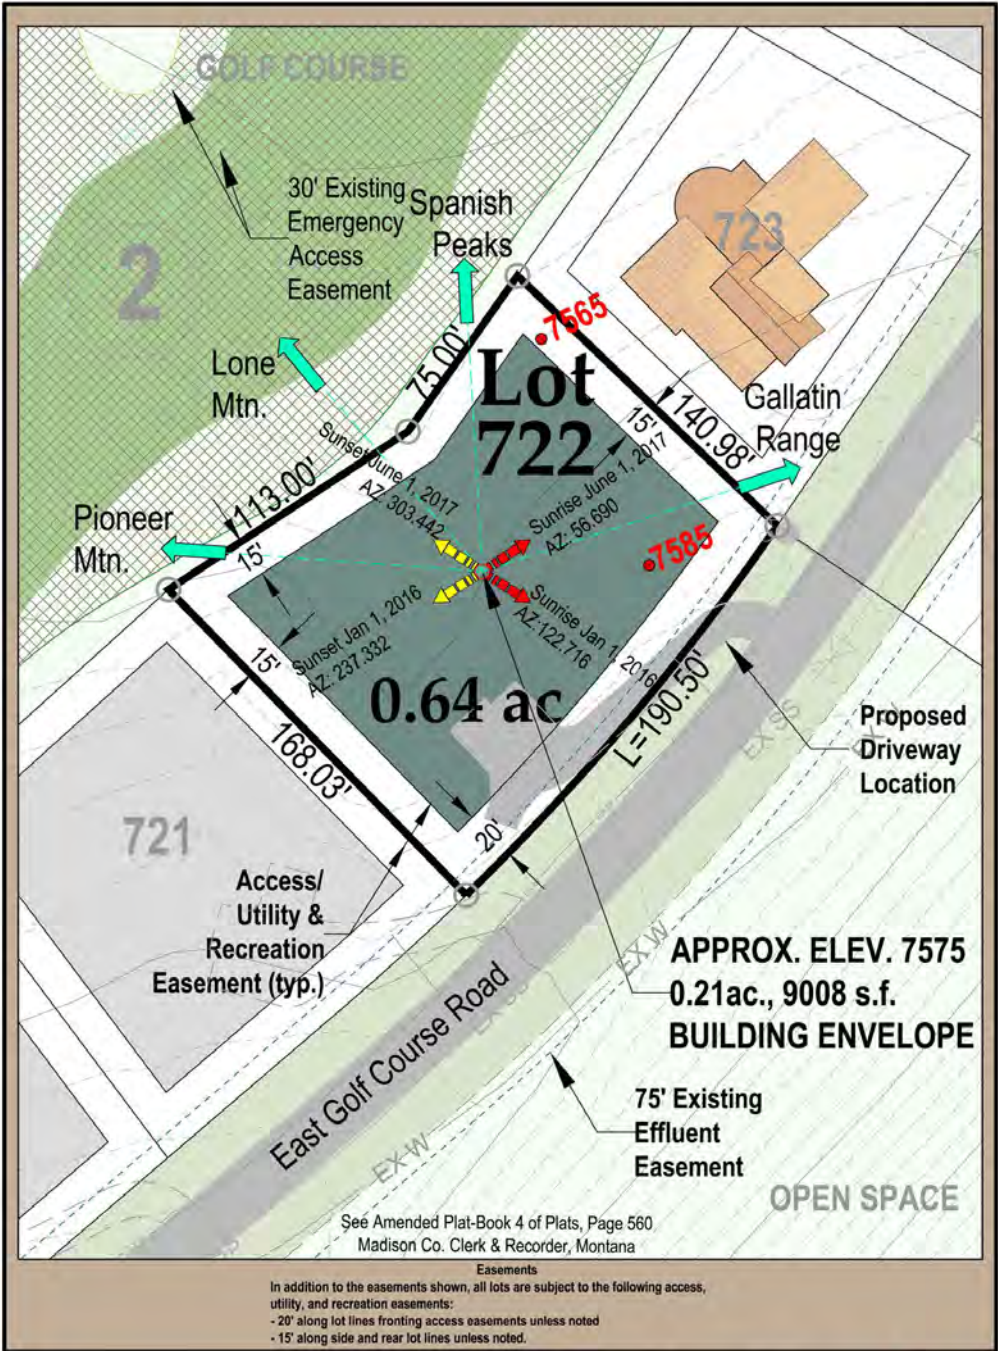 GOLF COURSE
30' Existing
Emergency
Access
Easement
Spanish
Peaks
723
2
7565
Lone
Mtn.
75.00'
Lot
722
Gallatin
Range
15'
140.98'
Sunset June 1, 2017
AZ: 303.442
Sunrise June 1, 2017
AZ: 56.690
113.00'
Pioneer
Mtn.
15'
7585
Sunset Jan 1, 2016
AZ: 237.332
Sunrise Jan 1, 2016
AZ:122.716
15'
0.64 ac
L=190.50'
EX SS
Proposed
Driveway
Location
168.03'
721
20'
Access/
Utility &
Recreation
Easement (typ.)
EX W
APPROX. ELEV. 7575
0.21ac., 9008 s.f.
BUILDING ENVELOPE
East Golf Course Road
75' Existing
Effluent
Easement
EX W
OPEN SPACE
See Amended Plat-Book 4 of Plats, Page 560
Madison Co. Clerk & Recorder, Montana
Easements
In addition to the easements shown, all lots are subject to the following access,
utility, and recreation easements:
- 20' along lot lines fronting access easements unless noted
- 15' along side and rear lot lines unless noted.